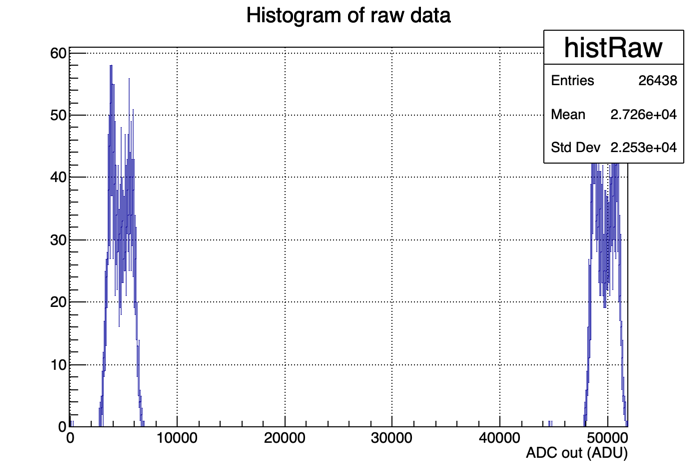 Histogram of raw data
histRaw
Entries 26438
Mean 2.726e+04
Std Dev 2.253e+04
60
50
40
30
20
10
0
0 10000 20000 30000 40000 50000
ADC out (ADU)